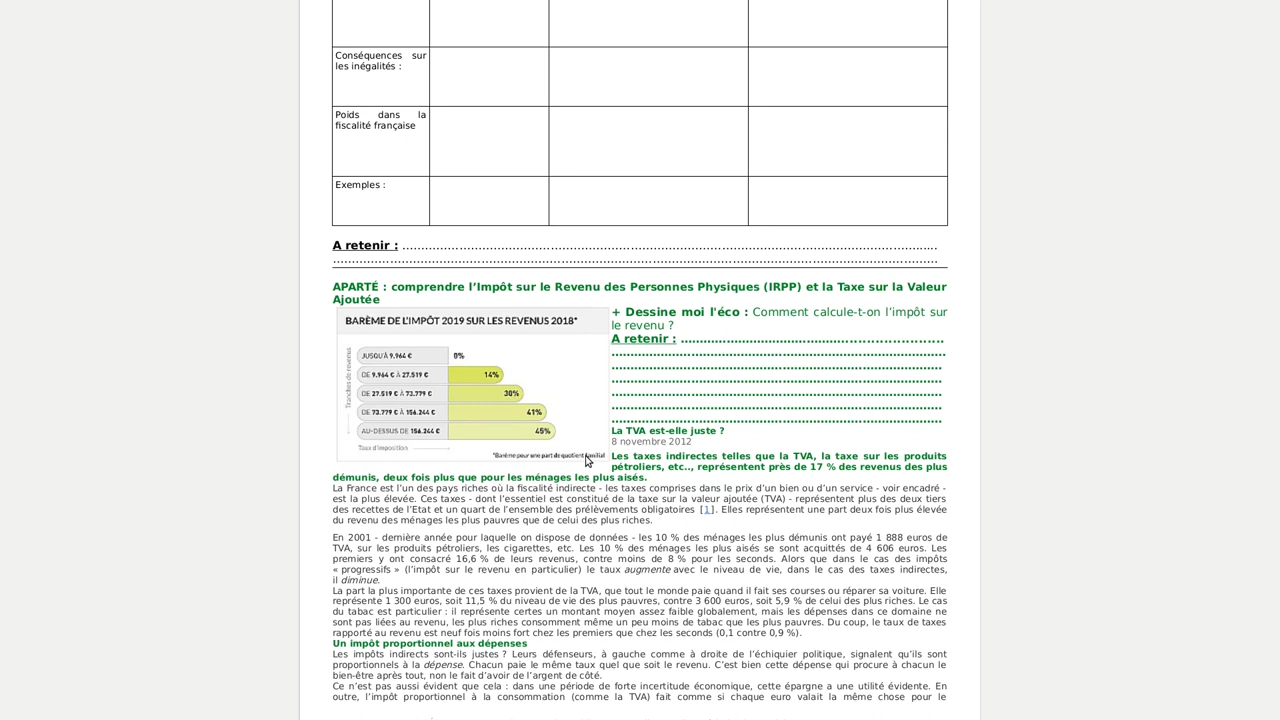 Conséquences sur
les inégalités :
Poids dans la
fiscalité française
Exemples :
A retenir : ..............................................................................................................................................
................................................................................................................................................................
APARTÉ : comprendre l’Impôt sur le Revenu des Personnes Physiques (IRPP) et la Taxe sur la Valeur
Ajoutée
BARÈME DE L'IMPÔT 2019 SUR LES REVENUS 2018*
Tranches de revenus
JUSQU'À 9.964 € 0%
DE 9.964 € À 27.519 € 14%
DE 27.519 € À 73.779 € 30%
DE 73.779 € À 156.244 € 41%
AU-DESSUS DE 156.244 € 45%
Taux d'imposition
*Barème pour une part de quotient familial
+ Dessine moi l'éco : Comment calcule-t-on l’impôt sur
le revenu ?
A retenir : ................................................................
................................................................................
................................................................................
................................................................................
................................................................................
................................................................................
................................................................................
La TVA est-elle juste ?
8 novembre 2012
Les taxes indirectes telles que la TVA, la taxe sur les produits
pétroliers, etc.., représentent près de 17 % des revenus des plus
démunis, deux fois plus que pour les ménages les plus aisés.
La France est l’un des pays riches où la fiscalité indirecte - les taxes comprises dans le prix d’un bien ou d’un service - voir encadré -
est la plus élevée. Ces taxes - dont l’essentiel est constitué de la taxe sur la valeur ajoutée (TVA) - représentent plus des deux tiers
des recettes de l’Etat et un quart de l’ensemble des prélèvements obligatoires [1]. Elles représentent une part deux fois plus élevée
du revenu des ménages les plus pauvres que de celui des plus riches.
En 2001 - dernière année pour laquelle on dispose de données - les 10 % des ménages les plus démunis ont payé 1 888 euros de
TVA, sur les produits pétroliers, les cigarettes, etc. Les 10 % des ménages les plus aisés se sont acquittés de 4 606 euros. Les
premiers y ont consacré 16,6 % de leurs revenus, contre moins de 8 % pour les seconds. Alors que dans le cas des impôts
« progressifs » (l’impôt sur le revenu en particulier) le taux augmente avec le niveau de vie, dans le cas des taxes indirectes,
il diminue.
La part la plus importante de ces taxes provient de la TVA, que tout le monde paie quand il fait ses courses ou réparer sa voiture. Elle
représente 1 300 euros, soit 11,5 % du niveau de vie des plus pauvres, contre 3 600 euros, soit 5,9 % de celui des plus riches. Le cas
du tabac est particulier : il représente certes un montant moyen assez faible globalement, mais les dépenses dans ce domaine ne
sont pas liées au revenu, les plus riches consomment même un peu moins de tabac que les plus pauvres. Du coup, le taux de taxes
rapporté au revenu est neuf fois moins fort chez les premiers que chez les seconds (0,1 contre 0,9 %).
Un impôt proportionnel aux dépenses
Les impôts indirects sont-ils justes ? Leurs défenseurs, à gauche comme à droite de l’échiquier politique, signalent qu’ils sont
proportionnels à la dépense. Chacun paie le même taux quel que soit le revenu. C’est bien cette dépense qui procure à chacun le
bien-être après tout, non le fait d’avoir de l’argent de côté.
Ce n’est pas aussi évident que cela : dans une période de forte incertitude économique, cette épargne a une utilité évidente. En
outre, l’impôt proportionnel à la consommation (comme la TVA) fait comme si chaque euro valait la même chose pour le